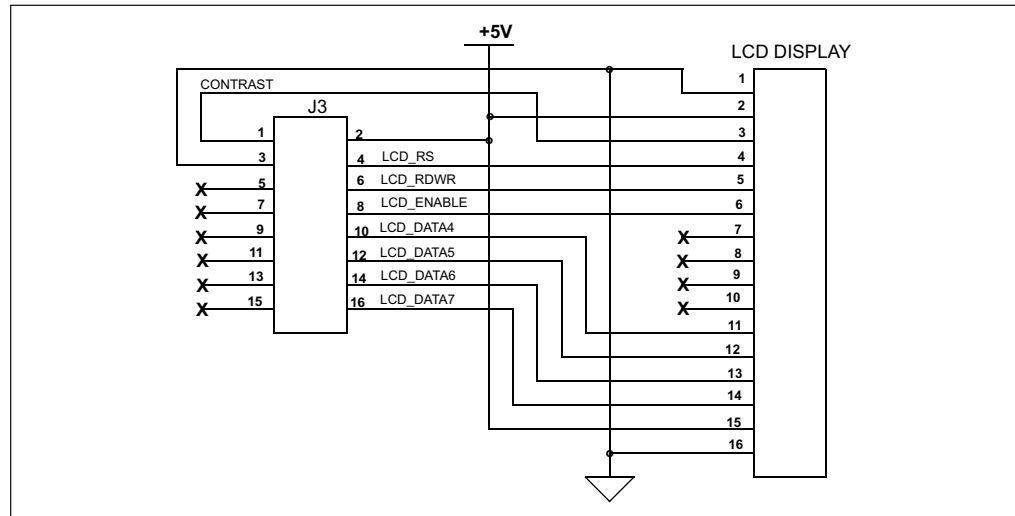 +5V
LCD DISPLAY
CONTRAST
J3
1
3
5
7
9
11
13
15
2
4 LCD_RS
6 LCD_RDWR
8 LCD_ENABLE
10 LCD_DATA4
12 LCD_DATA5
14 LCD_DATA6
16 LCD_DATA7
X
X
X
X
X
X
1
2
3
4
5
6
7
8
9
10
11
12
13
14
15
16
X
X
X
X